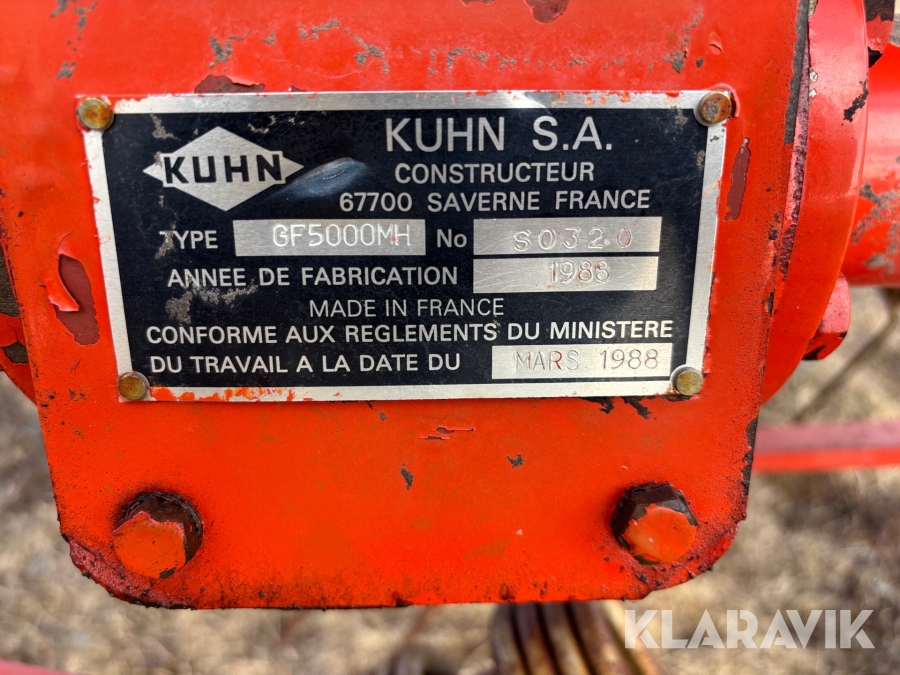 KUHN
KUHN S.A.
CONSTRUCTEUR
67700 SAVERNE FRANCE
TYPE GF5000MH No S0320
ANNEE DE FABRICATION 1988
MADE IN FRANCE
CONFORME AUX REGLEMENTS DU MINISTERE
DU TRAVAIL A LA DATE DU MARS 1988
KLARAVIK